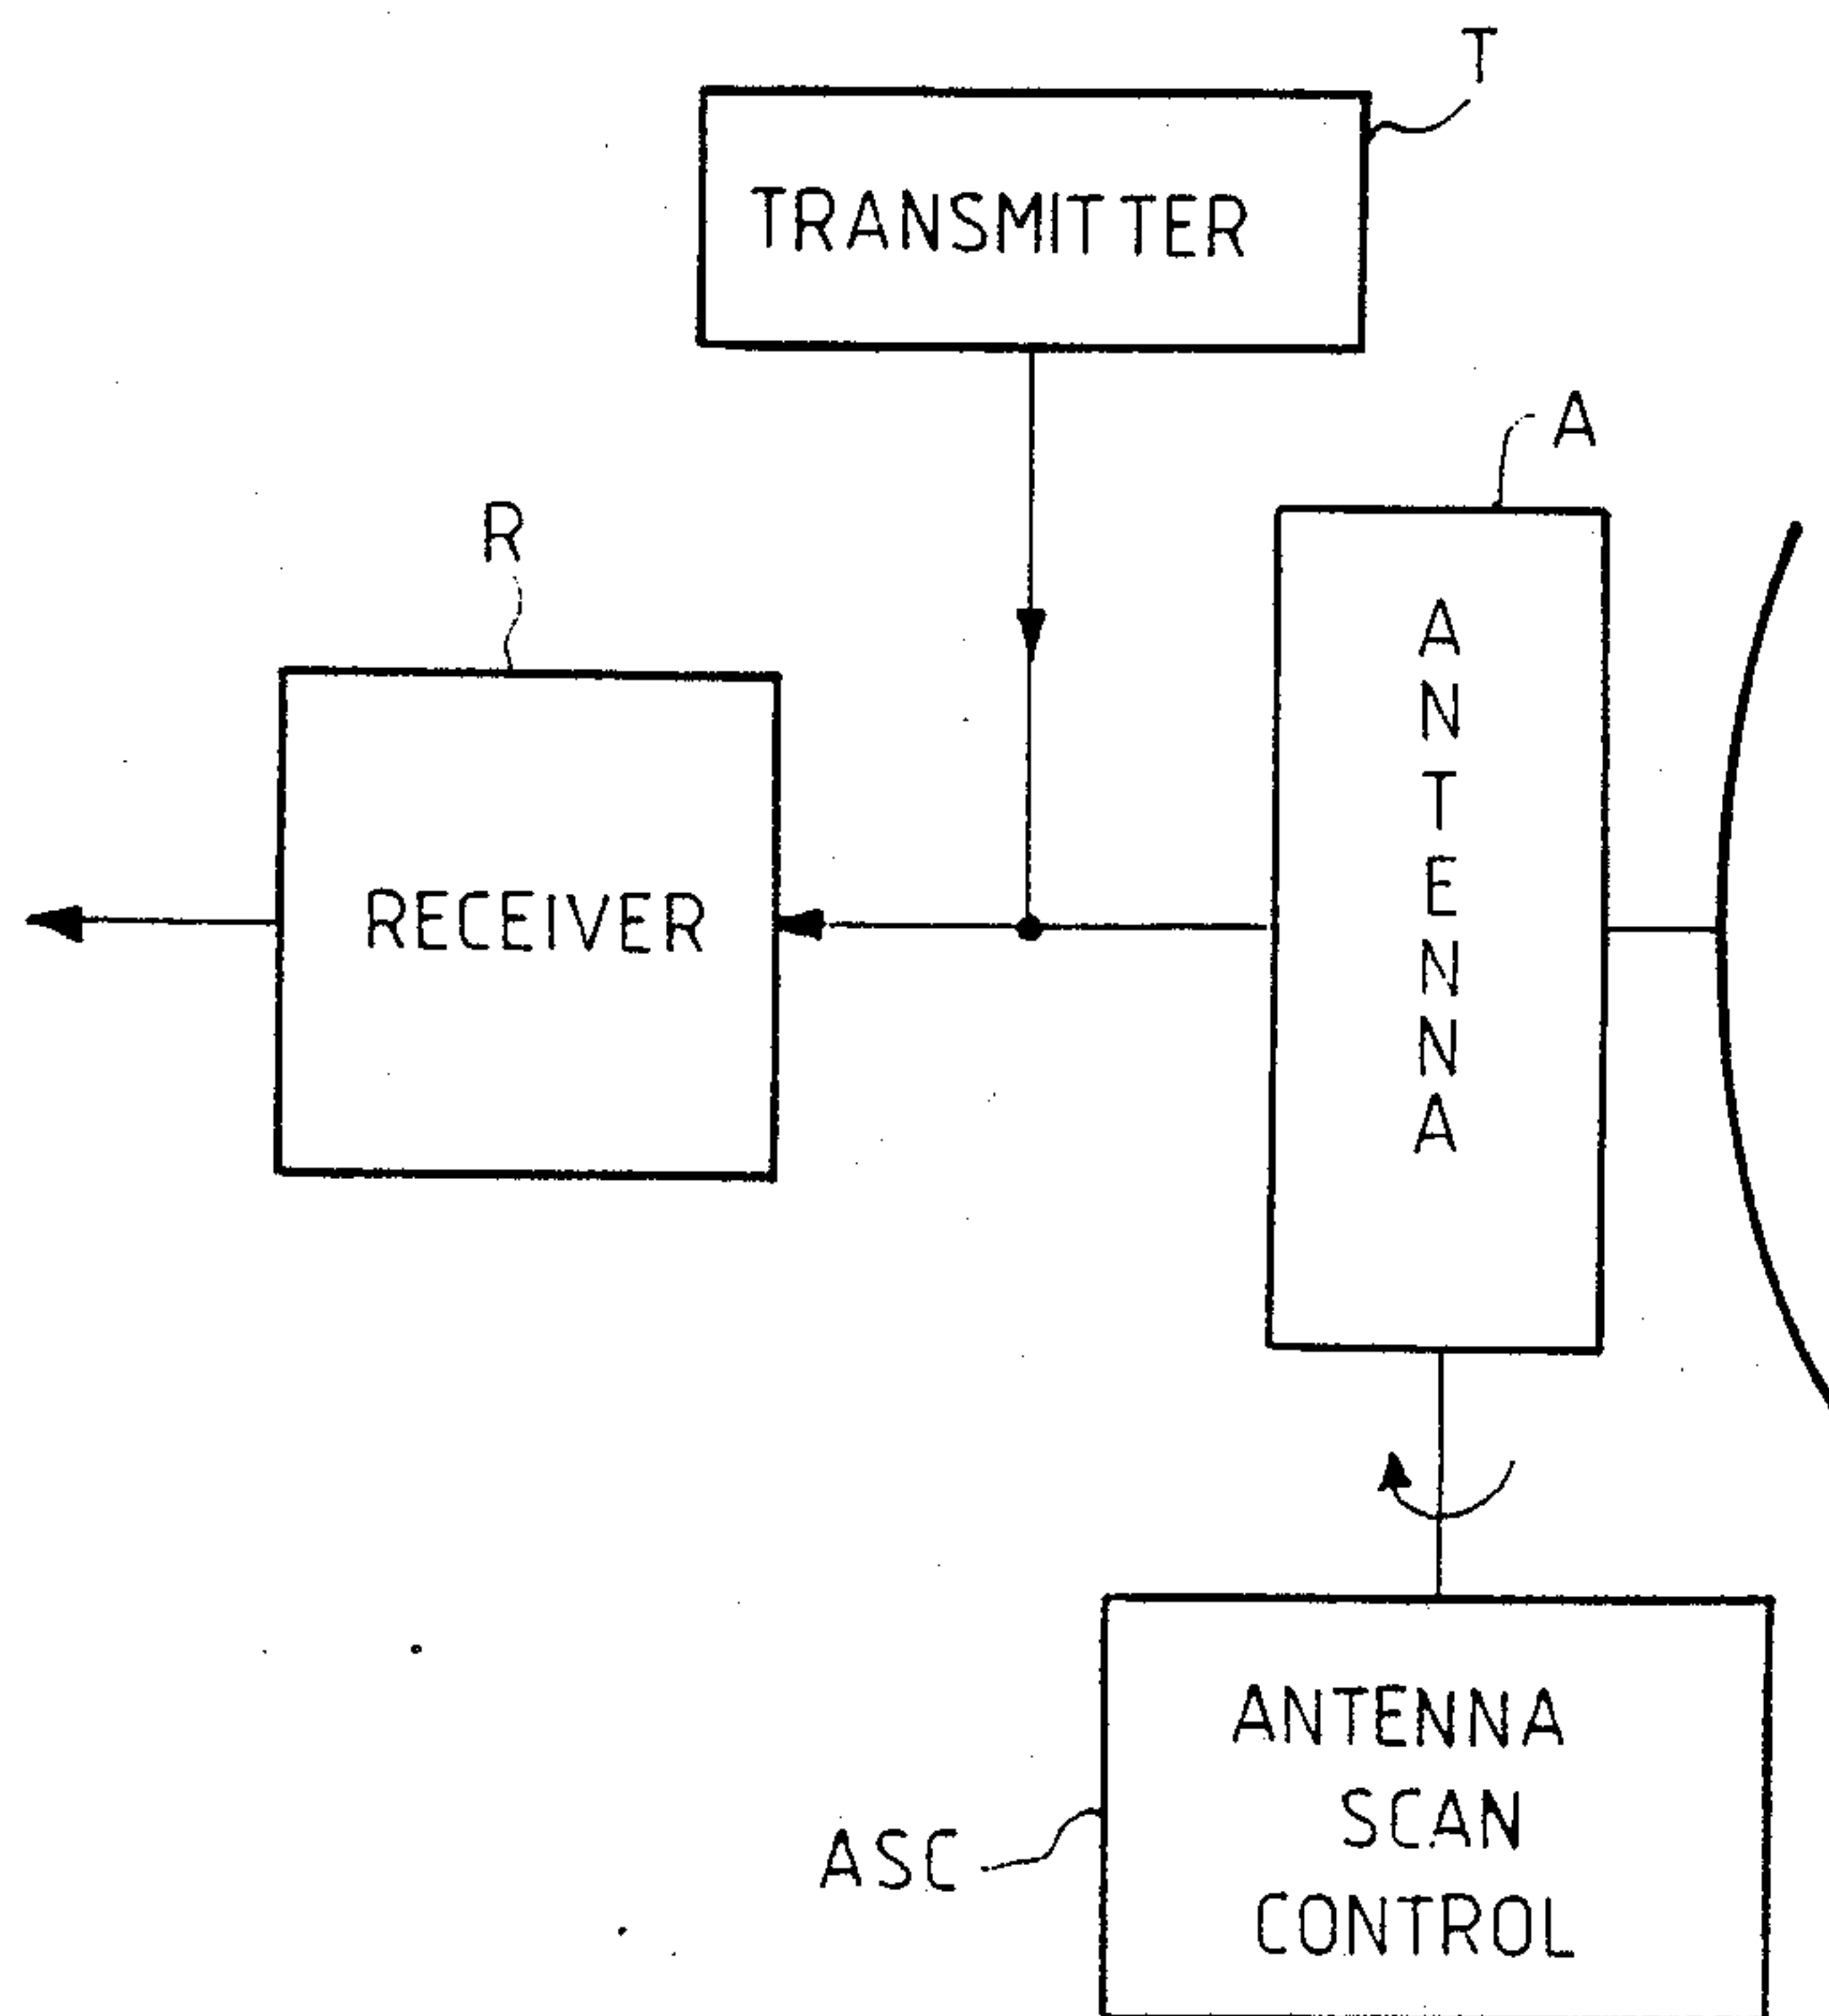 T
TRANSMITTER
A
R
ANTENNA
RECEIVER
ANTENNA
SCAN
CONTROL
ASC